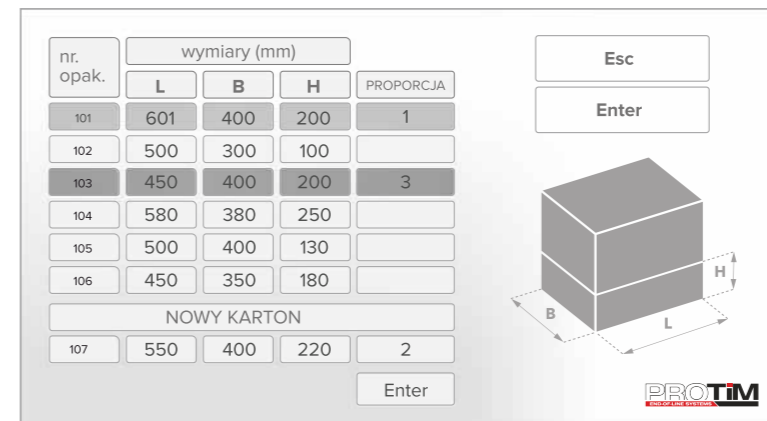 nr. opak.
wymiary (mm)
L B H PROPORCJA
101 601 400 200 1
102 500 300 100
103 450 400 200 3
104 580 380 250
105 500 400 130
106 450 350 180
NOWY KARTON
107 550 400 220 2
Enter
Esc
Enter
H
B
L
PROTiM
END-OF-LINE SYSTEMS